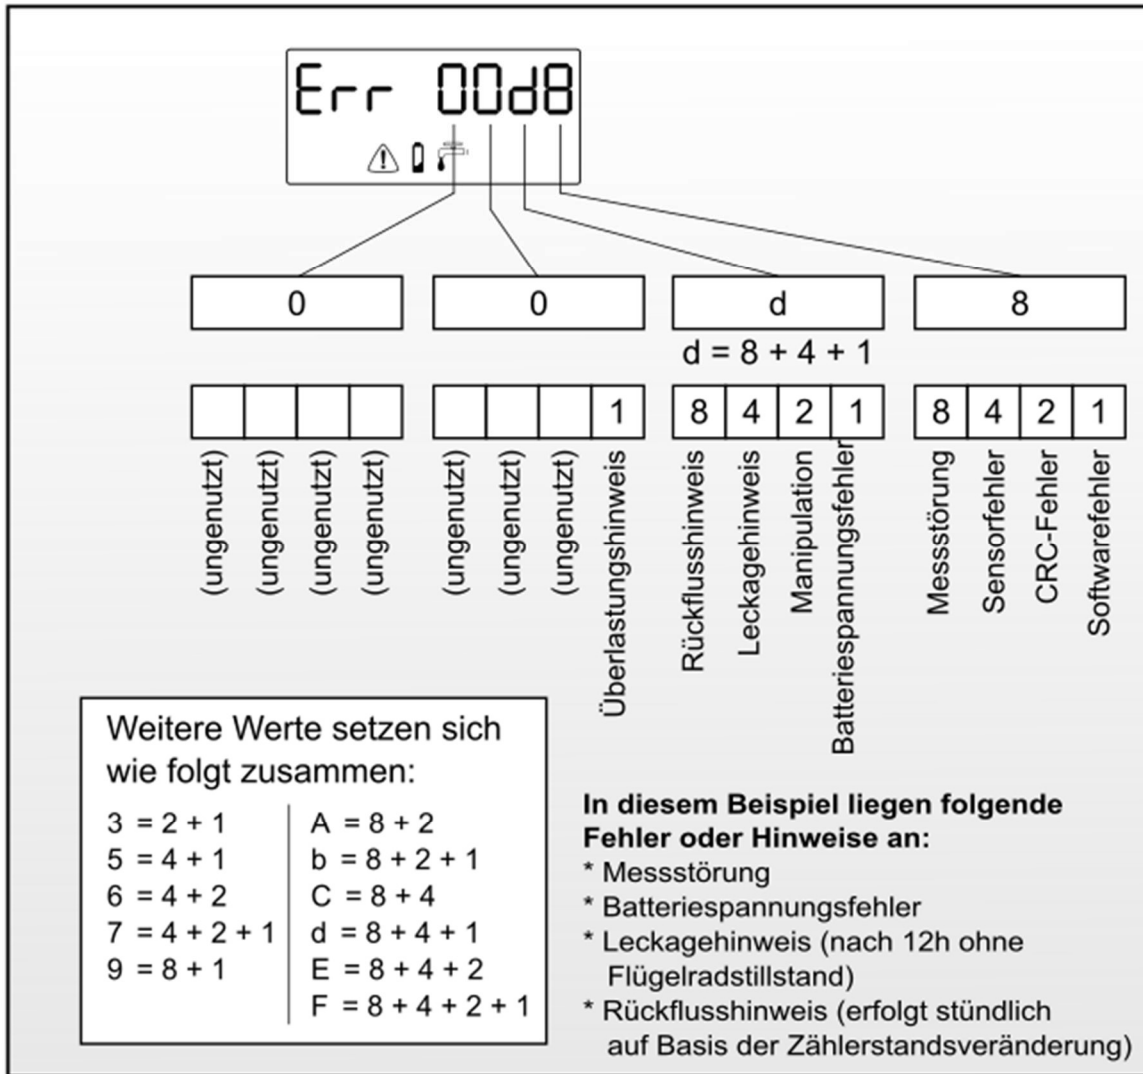 Err 00d8
0 0 d 8
d = 8 + 4 + 1
1 8 4 2 1 8 4 2 1
(ungenutzt)
(ungenutzt)
(ungenutzt)
(ungenutzt)
(ungenutzt)
(ungenutzt)
(ungenutzt)
Überlastungshinweis
Rückflusshinweis
Leckagehinweis
Manipulation
Batteriespannungsfehler
Messstörung
Sensorfehler
CRC-Fehler
Softwarefehler
Weitere Werte setzen sich
wie folgt zusammen:
3 = 2 + 1
5 = 4 + 1
6 = 4 + 2
7 = 4 + 2 + 1
9 = 8 + 1
A = 8 + 2
b = 8 + 2 + 1
C = 8 + 4
d = 8 + 4 + 1
E = 8 + 4 + 2
F = 8 + 4 + 2 + 1
In diesem Beispiel liegen folgende
Fehler oder Hinweise an:
* Messstörung
* Batteriespannungsfehler
* Leckagehinweis (nach 12h ohne
Flügelradstillstand)
* Rückflusshinweis (erfolgt stündlich
auf Basis der Zählerstandsveränderung)